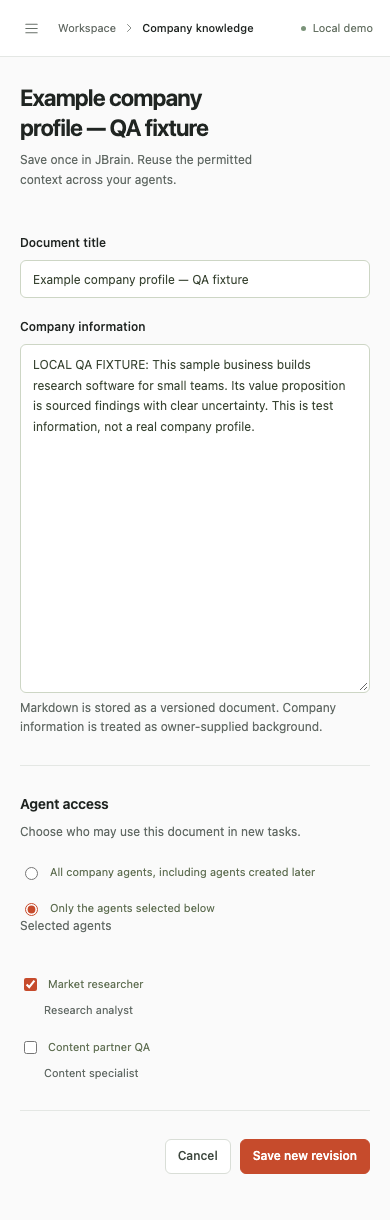 Workspace > Company knowledge
Local demo
Example company
profile — QA fixture
Save once in JBrain. Reuse the permitted
context across your agents.
Document title
Example company profile — QA fixture
Company information
LOCAL QA FIXTURE: This sample business builds
research software for small teams. Its value proposition
is sourced findings with clear uncertainty. This is test
information, not a real company profile.
Markdown is stored as a versioned document. Company
information is treated as owner-supplied background.
Agent access
Choose who may use this document in new tasks.
All company agents, including agents created later
Only the agents selected below
Selected agents
Market researcher
Research analyst
Content partner QA
Content specialist
Cancel
Save new revision